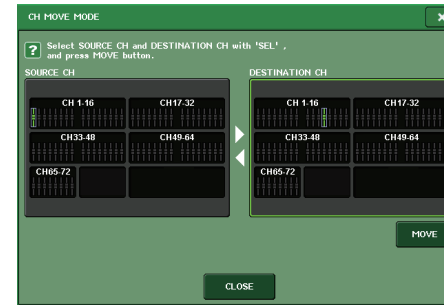 CH MOVE MODE
? Select SOURCE CH and DESTINATION CH with 'SEL' ,
and press MOVE button.
SOURCE CH
DESTINATION CH
CH 1-16
CH17-32
CH33-48
CH49-64
CH65-72
CH 1-16
CH17-32
CH33-48
CH49-64
CH65-72
MOVE
CLOSE